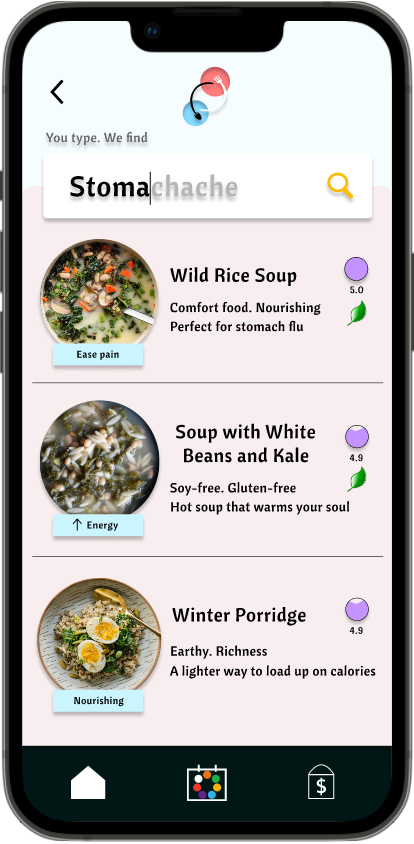 You type. We find
Stomachache
Wild Rice Soup
5.0
Comfort food. Nourishing
Perfect for stomach flu
Ease pain
Soup with White
Beans and Kale
4.9
Soy-free. Gluten-free
Hot soup that warms your soul
↑ Energy
Winter Porridge
4.9
Earthy. Richness
A lighter way to load up on calories
Nourishing
$